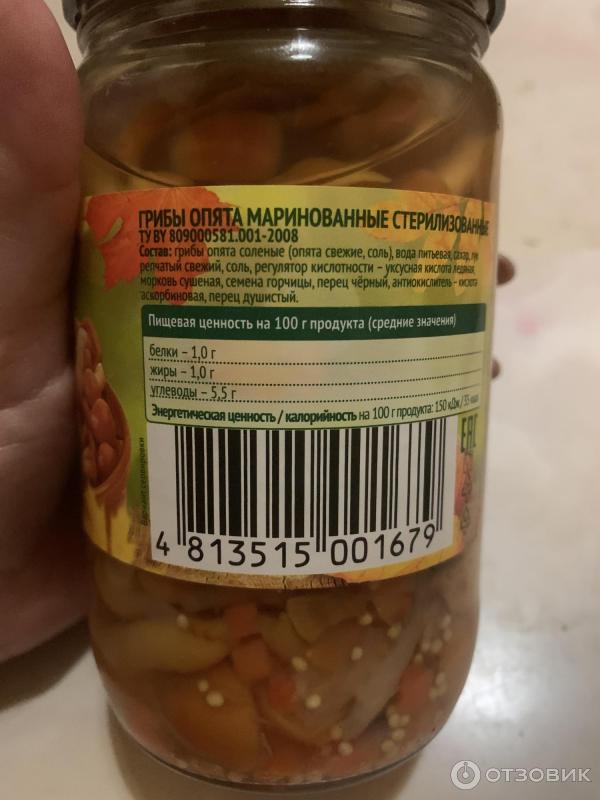 ГРИБЫ ОПЯТА МАРИНОВАННЫЕ СТЕРИЛИЗОВАННЫЕ
ТУ BY 809000581.001-2008
Состав: грибы опята соленые (опята свежие, соль), вода питьевая, сахар, лук
репчатый свежий, соль, регулятор кислотности – уксусная кислота ледяная,
морковь сушеная, семена горчицы, перец чёрный, антиокислитель – кислота
аскорбиновая, перец душистый.
Пищевая ценность на 100 г продукта (средние значения)
белки – 1,0 г
жиры – 1,0 г
углеводы – 5,5 г
Энергетическая ценность / калорийность на 100 г продукта: 150 кДж / 35 ккал
Вариант сервировки
EAC
4 813515 001679
ОТЗОВИК